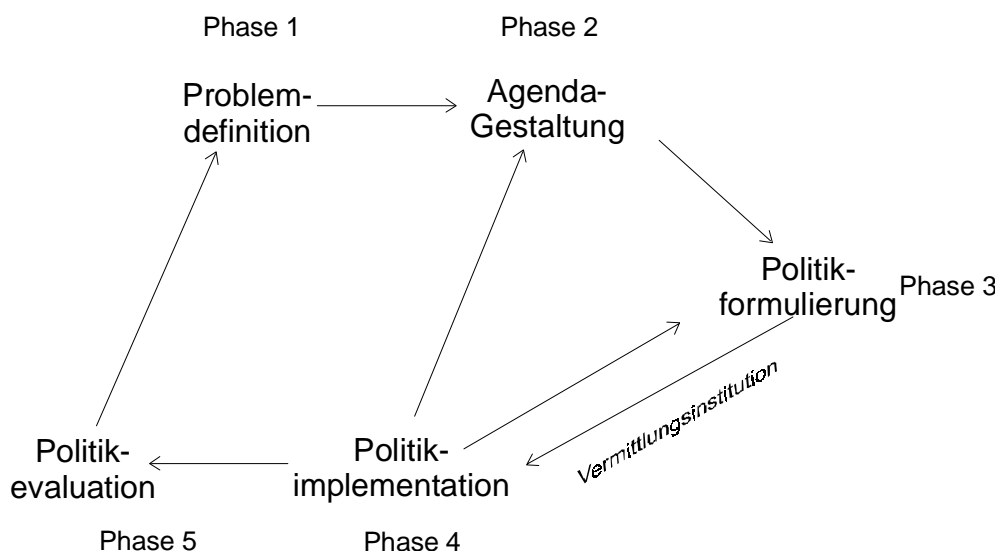 Phase 1
Phase 2
Problem-
definition
Agenda-
Gestaltung
Politik-
formulierung
Phase 3
Vermittlungsinstitution
Politik-
evaluation
Politik-
implementation
Phase 5
Phase 4